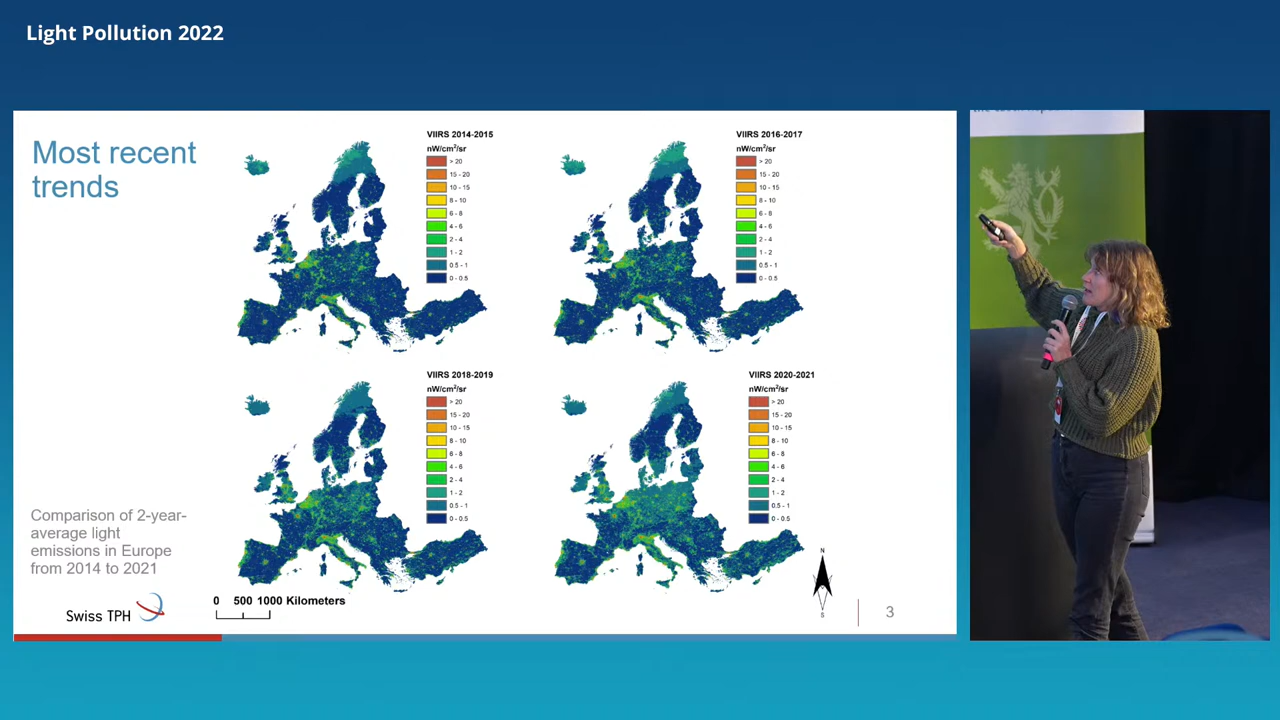 Light Pollution 2022
Most recent
trends
VIIRS 2014-2015
nW/cm²/sr
> 20
15 - 20
10 - 15
8 - 10
6 - 8
4 - 6
2 - 4
1 - 2
0.5 - 1
0 - 0.5
VIIRS 2016-2017
nW/cm²/sr
> 20
15 - 20
10 - 15
8 - 10
6 - 8
4 - 6
2 - 4
1 - 2
0.5 - 1
0 - 0.5
VIIRS 2018-2019
nW/cm²/sr
> 20
15 - 20
10 - 15
8 - 10
6 - 8
4 - 6
2 - 4
1 - 2
0.5 - 1
0 - 0.5
VIIRS 2020-2021
nW/cm²/sr
> 20
15 - 20
10 - 15
8 - 10
6 - 8
4 - 6
2 - 4
1 - 2
0.5 - 1
0 - 0.5
Comparison of 2-year-
average light
emissions in Europe
from 2014 to 2021
Swiss TPH
0 500 1000 Kilometers
N
S
3